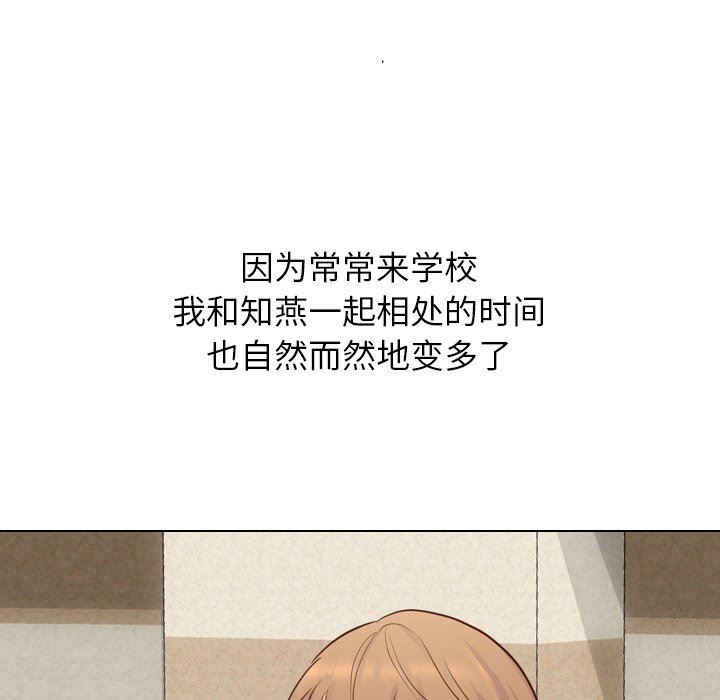 因为常常来学校
我和知燕一起相处的时间
也自然而然地变多了